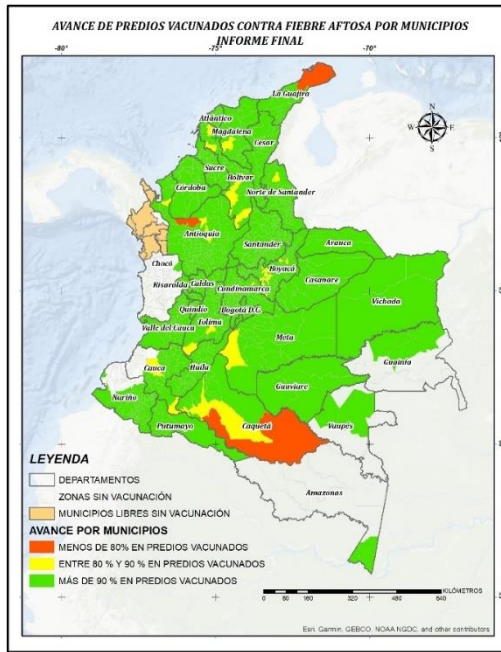 AVANCE DE PREDIOS VACUNADOS CONTRA FIEBRE AFTOSA POR MUNICIPIOS
INFORME FINAL
-80°
-75°
-70°
La Guajira
N
W
E
S
Atlántico
Magdalena
Cesar
Sucre
Bolívar
Córdoba
Norte de Santander
Antioquia
Santander
Arauca
Chocó
Boyacá
Risaralda
Caldas
Casanare
Cundinamarca
Vichada
Quindío
Bogotá D.C.
Tolima
Valle del Cauca
Meta
Guainía
Cauca
Huila
Guaviare
Nariño
Vaupés
Caquetá
Putumayo
Amazonas
LEYENDA
DEPARTAMENTOS
ZONAS SIN VACUNACIÓN
MUNICIPIOS LIBRES SIN VACUNACIÓN
AVANCE POR MUNICIPIOS
MENOS DE 80% EN PREDIOS VACUNADOS
ENTRE 80 % Y 90 % EN PREDIOS VACUNADOS
MÁS DE 90 % EN PREDIOS VACUNADOS
KILÓMETROS
0 80 160 320 480 640
Esri, Garmin, GEBCO, NOAA NGDC, and other contributors